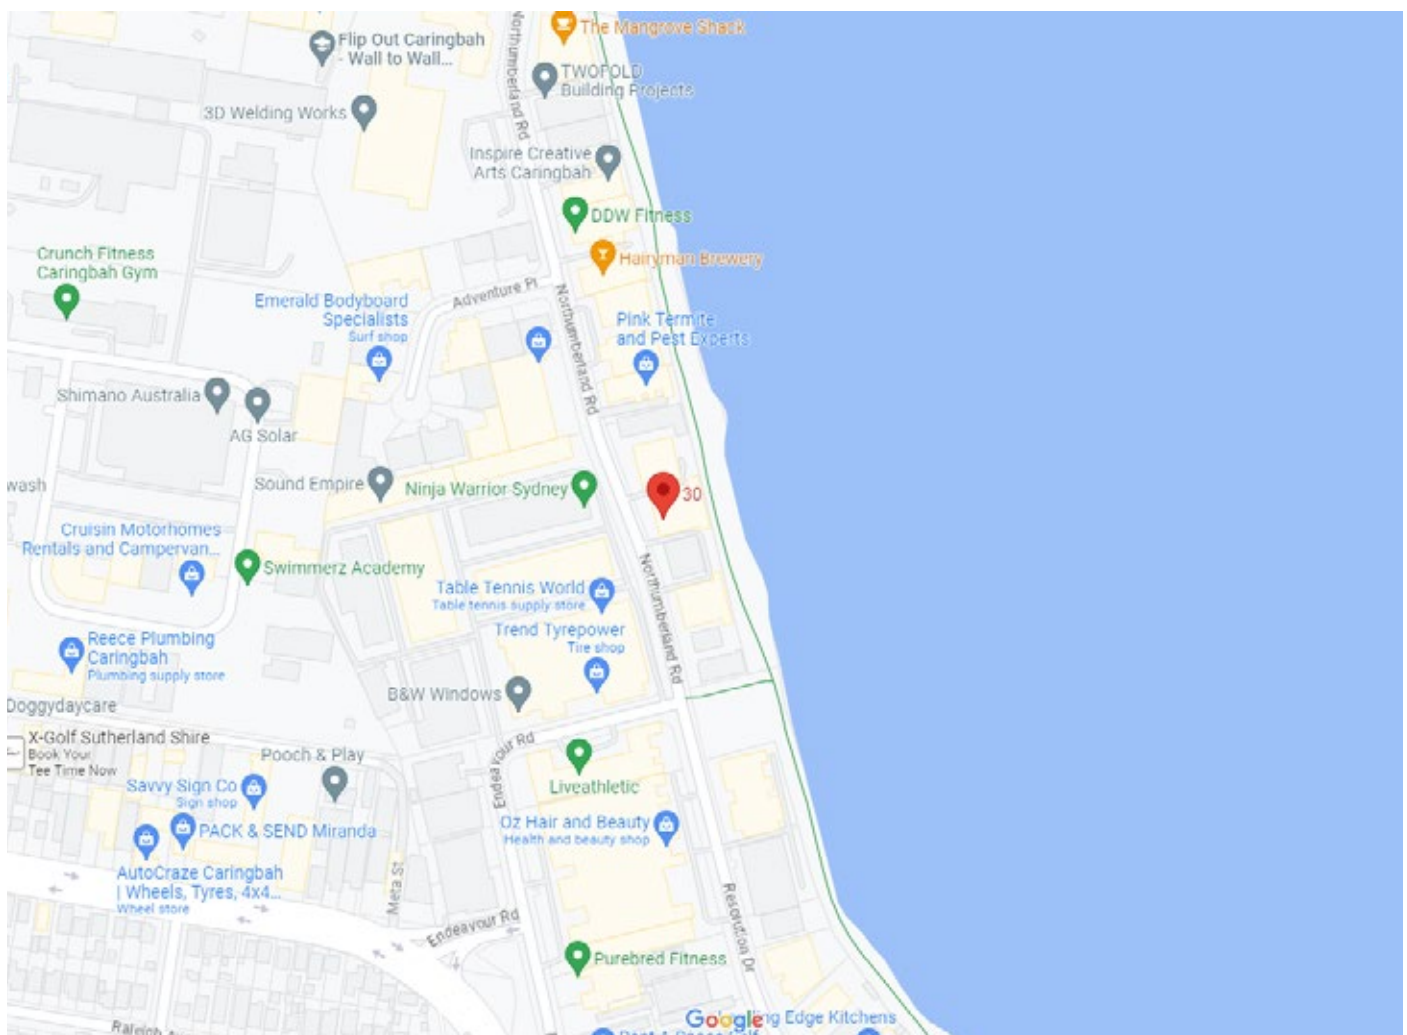 The Mangrove Shack
Flip Out Caringbah
- Wall to Wall...
Northumberland Rd
TWOFOLD
Building Projects
3D Welding Works
Inspire Creative
Arts Caringbah
DDW Fitness
Crunch Fitness
Caringbah Gym
Hairyman Brewery
Adventure Pl
Emerald Bodyboard
Specialists
Surf shop
Northumberland Rd
Pink Termite
and Pest Experts
Shimano Australia
AG Solar
wash
Sound Empire
Ninja Warrior Sydney
30
Cruisin Motorhomes
Rentals and Campervan...
Swimmerz Academy
Table Tennis World
Table tennis supply store
Northumberland Rd
Trend Tyrepower
Tire shop
Reece Plumbing
Caringbah
Plumbing supply store
B&W Windows
Doggydaycare
X-Golf Sutherland Shire
Book Your
Tee Time Now
Pooch & Play
Endeavour Rd
Liveathletic
Savvy Sign Co
Sign shop
PACK & SEND Miranda
Oz Hair and Beauty
Health and beauty shop
AutoCraze Caringbah
| Wheels, Tyres, 4x4...
Wheel store
Meta St
Endeavour Rd
Resolution Dr
Purebred Fitness
Google
Edge Kitchens